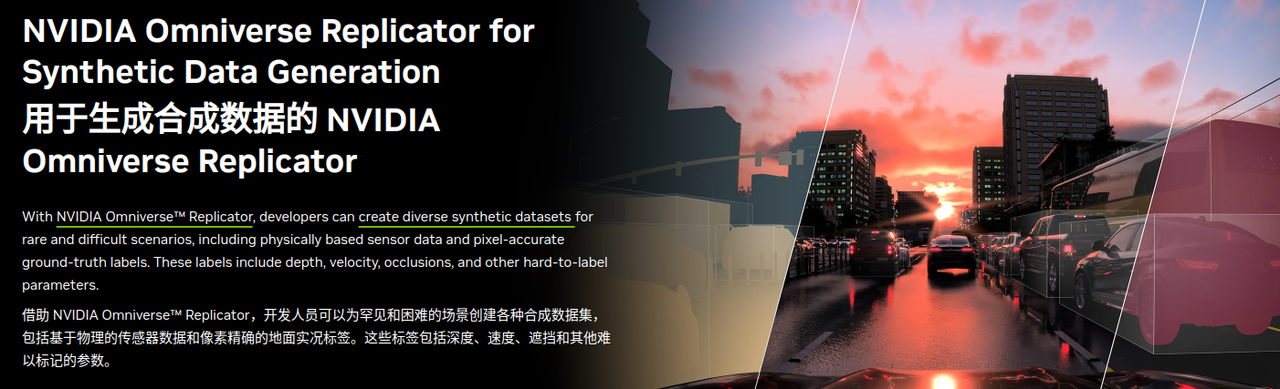 NVIDIA Omniverse Replicator for
Synthetic Data Generation
用于生成合成数据的 NVIDIA
Omniverse Replicator
With NVIDIA Omniverse™ Replicator, developers can create diverse synthetic datasets for
rare and difficult scenarios, including physically based sensor data and pixel-accurate
ground-truth labels. These labels include depth, velocity, occlusions, and other hard-to-label
parameters.
借助 NVIDIA Omniverse™ Replicator，开发人员可以为罕见和困难的场景创建各种合成数据集，
包括基于物理的传感器数据和像素精确的地面实况标签。这些标签包括深度、速度、遮挡和其他难
以标记的参数。